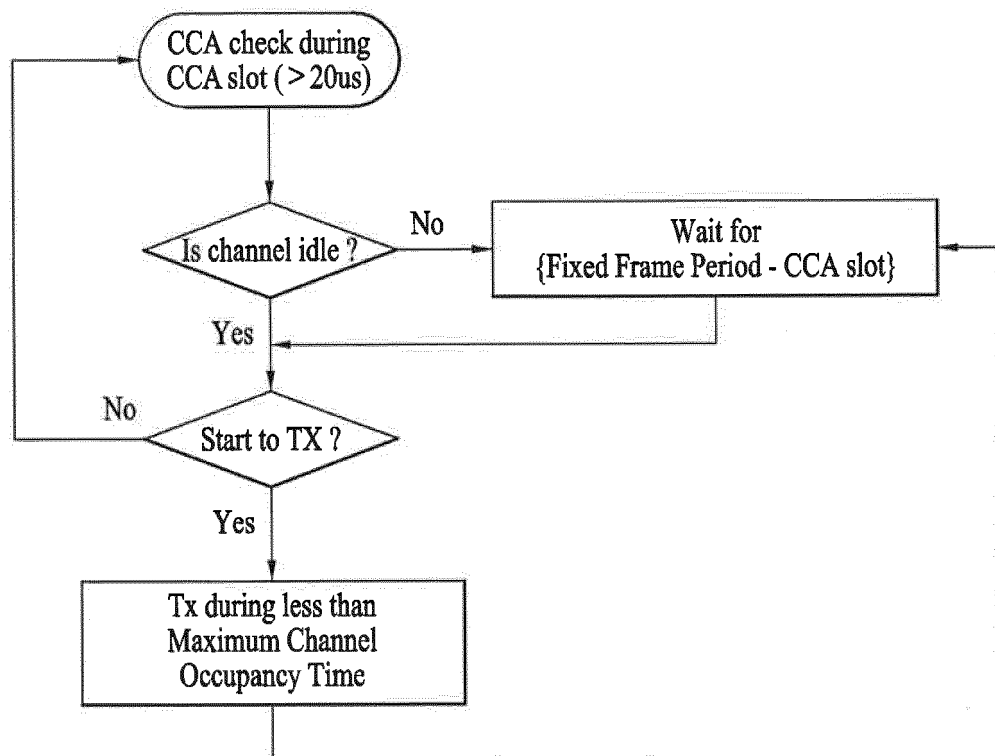 CCA check during
CCA slot ( > 20us)
Is channel idle ?
No
Wait for
{Fixed Frame Period - CCA slot}
Yes
No
Start to TX ?
Yes
Tx during less than
Maximum Channel
Occupancy Time